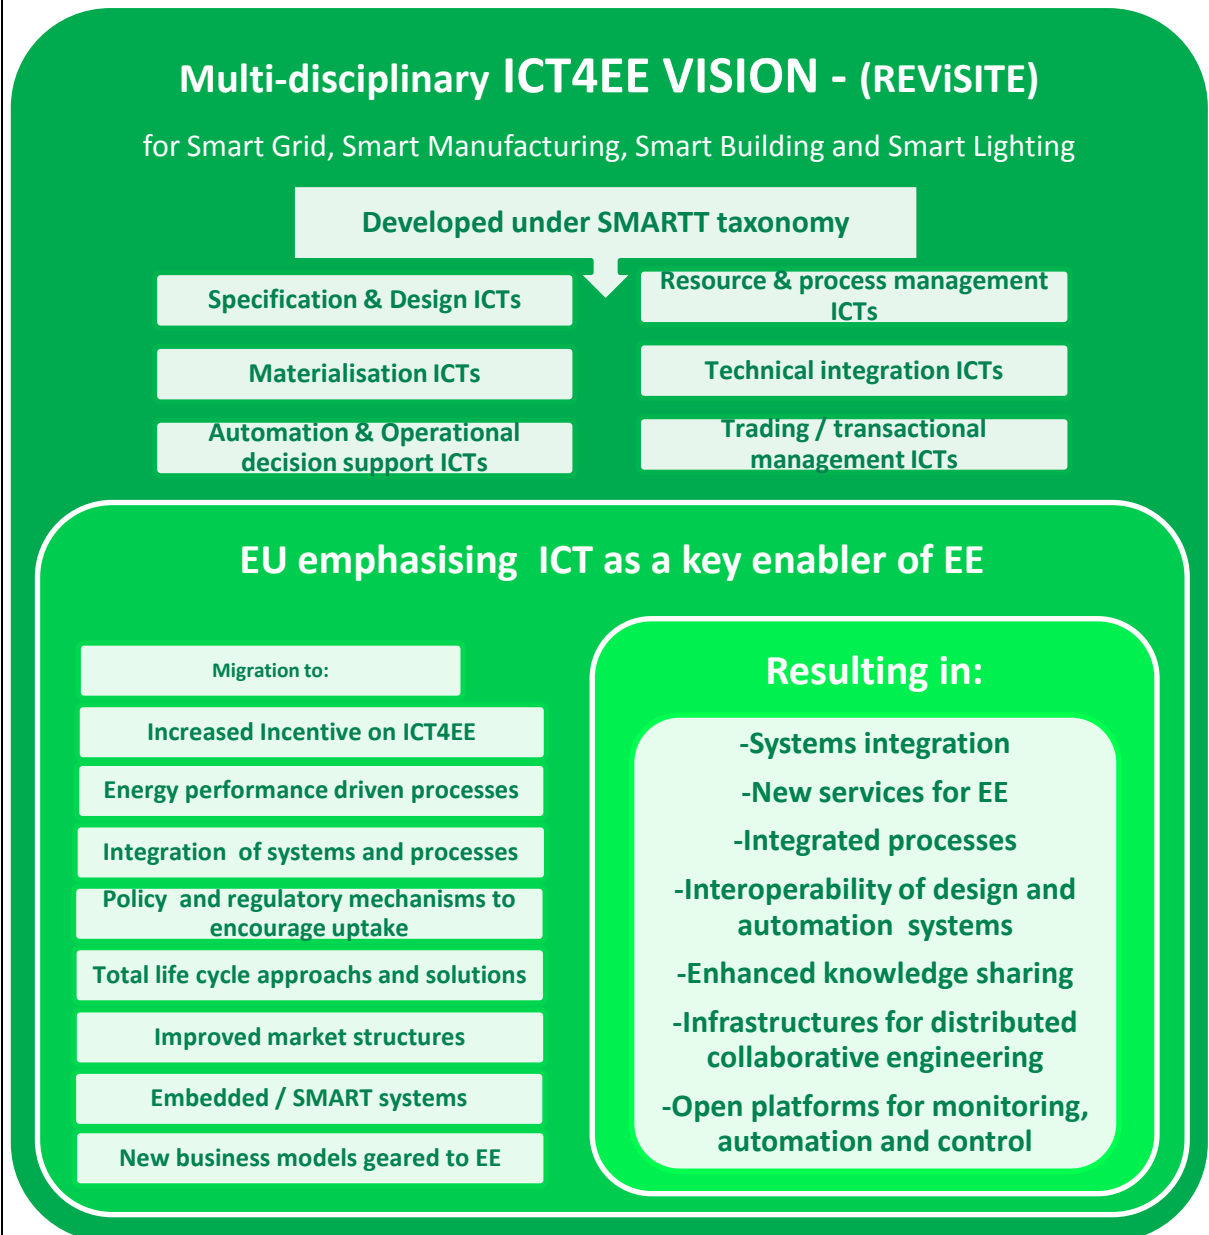 Multi-disciplinary ICT4EE VISION - (REViSITE)
for Smart Grid, Smart Manufacturing, Smart Building and Smart Lighting
Developed under SMARTT taxonomy
Specification & Design ICTs
Materialisation ICTs
Automation & Operational
decision support ICTs
Resource & process management
ICTs
Technical integration ICTs
Trading / transactional
management ICTs
EU emphasising  ICT as a key enabler of EE
Migration to:
Increased Incentive on ICT4EE
Energy performance driven processes
Integration  of systems and processes
Policy  and regulatory mechanisms to
encourage uptake
Total life cycle approachs and solutions
Improved market structures
Embedded / SMART systems
New business models geared to EE
Resulting in:
-Systems integration
-New services for EE
-Integrated processes
-Interoperability of design and
automation  systems
-Enhanced knowledge sharing
-Infrastructures for distributed
collaborative engineering
-Open platforms for monitoring,
automation and control